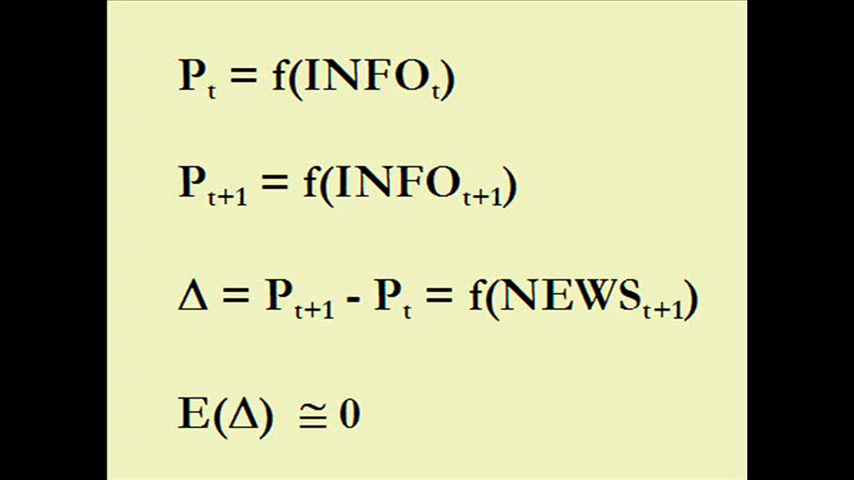 Pₜ = f(INFOₜ)
Pₜ₊₁ = f(INFOₜ₊₁)
Δ = Pₜ₊₁ - Pₜ = f(NEWSₜ₊₁)
E(Δ) ≅ 0